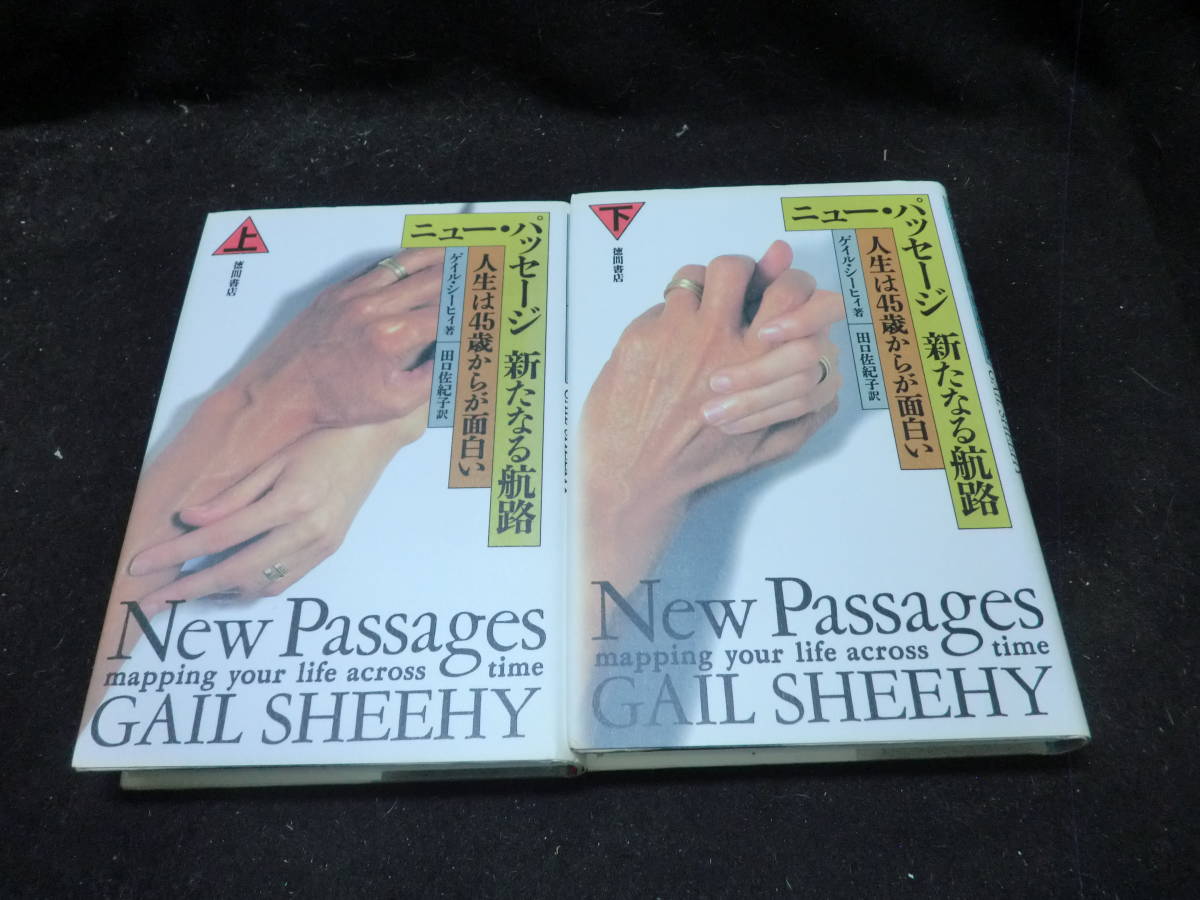 上
徳間書店
ニュー・パッセージ 新たなる航路
人生は45歳からが面白い
ゲイル・シーヒィ著
田口佐紀子訳
New Passages
mapping your life across time
GAIL SHEEHY
下
徳間書店
ニュー・パッセージ 新たなる航路
人生は45歳からが面白い
ゲイル・シーヒィ著
田口佐紀子訳
New Passages
mapping your life across time
GAIL SHEEHY
GAIL SHEEHY